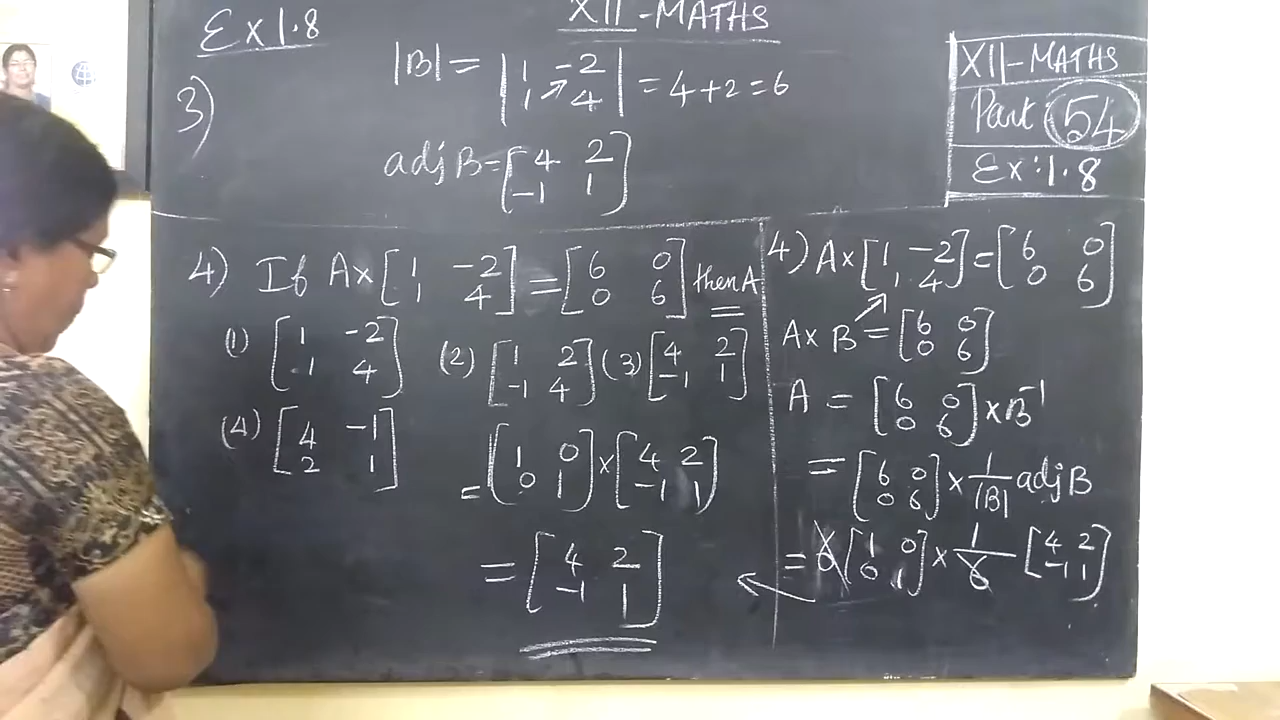 Ex 1.8
XII-MATHS
XII-MATHS
Part: 54
Ex: 1.8
3)
|B| = | 1 -2 | = 4+2 = 6
| 1 4 |
adj B = [ 4 2 ]
[ -1 1 ]
4) If A× [ 1 -2 ] = [ 6 0 ] then A
[ 1 4 ] [ 0 6 ]
(1) [ 1 -2 ] (2) [ 1 2 ] (3) [ 4 2 ]
[ 1 4 ] [ -1 4 ] [ -1 1 ]
(4) [ 4 -1 ]
[ 2 1 ]
= [ 1 0 ] × [ 4 2 ]
[ 0 1 ] [ -1 1 ]
= [ 4 2 ]
[ -1 1 ]
4) A× [ 1 -2 ] = [ 6 0 ]
[ 1 4 ] [ 0 6 ]
A× B = [ 6 0 ]
[ 0 6 ]
A = [ 6 0 ] × B⁻¹
[ 0 6 ]
= [ 6 0 ] × 1/|B| adj B
[ 0 6 ]
= 6 [ 1 0 ] × 1/6 [ 4 2 ]
[ 0 1 ] [ -1 1 ]